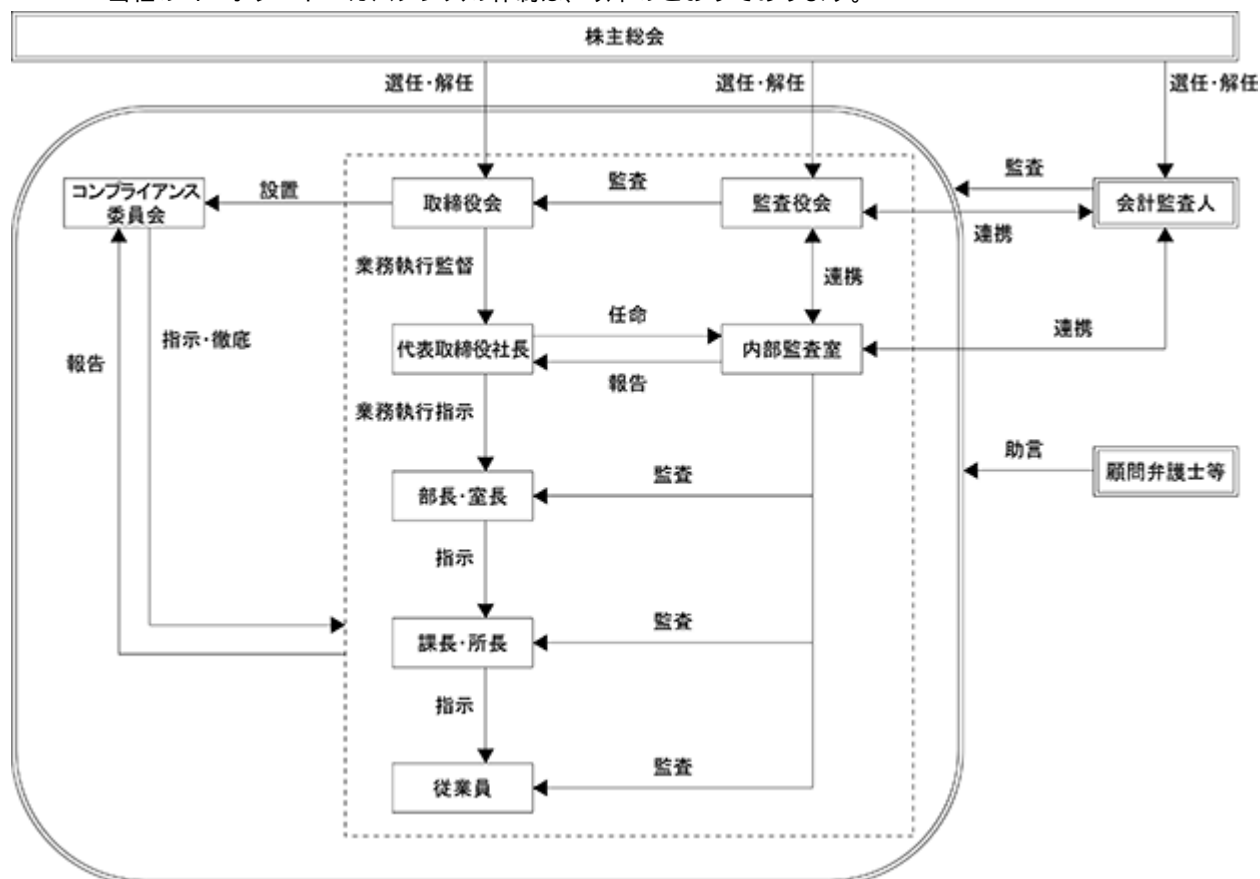 株主総会
選任・解任
選任・解任
選任・解任
コンプライアンス
委員会
設置
取締役会
監査
監査役会
監査
会計監査人
連携
業務執行監督
連携
指示・徹底
報告
代表取締役社長
任命
報告
内部監査室
連携
業務執行指示
部長・室長
監査
助言
顧問弁護士等
指示
課長・所長
監査
指示
従業員
監査